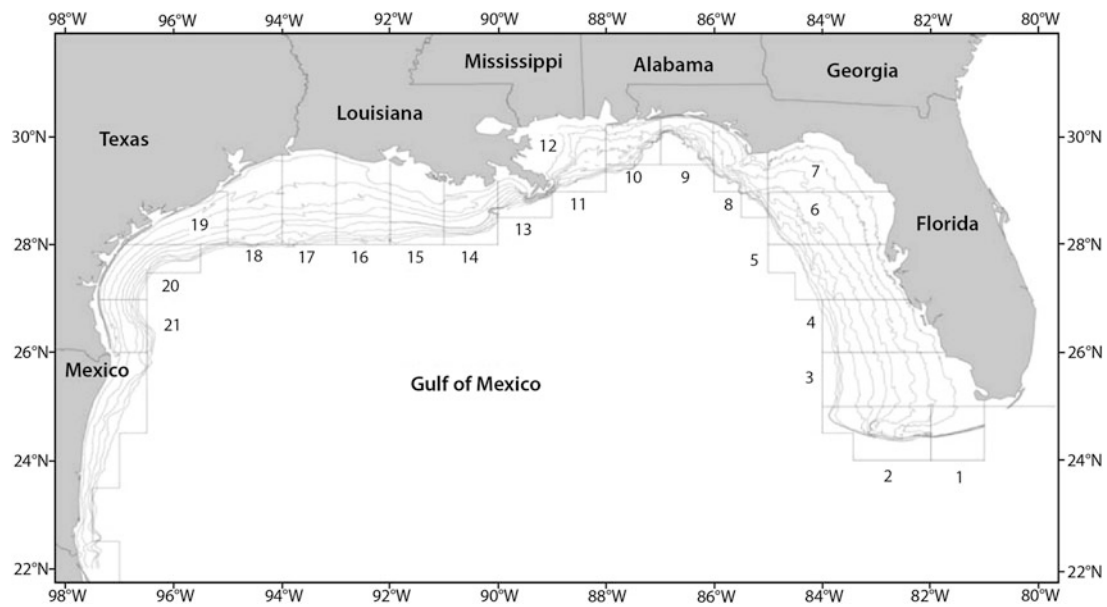 98°W 96°W 94°W 92°W 90°W 88°W 86°W 84°W 82°W 80°W
Mississippi Alabama Georgia
Louisiana
Texas
30°N 30°N
12
7
10 9
11 8 6
19 13 Florida
28°N 28°N
18 17 16 15 14 5
20
21 4
26°N 26°N
Mexico 3
Gulf of Mexico
24°N 24°N
2 1
22°N 22°N
98°W 96°W 94°W 92°W 90°W 88°W 86°W 84°W 82°W 80°W